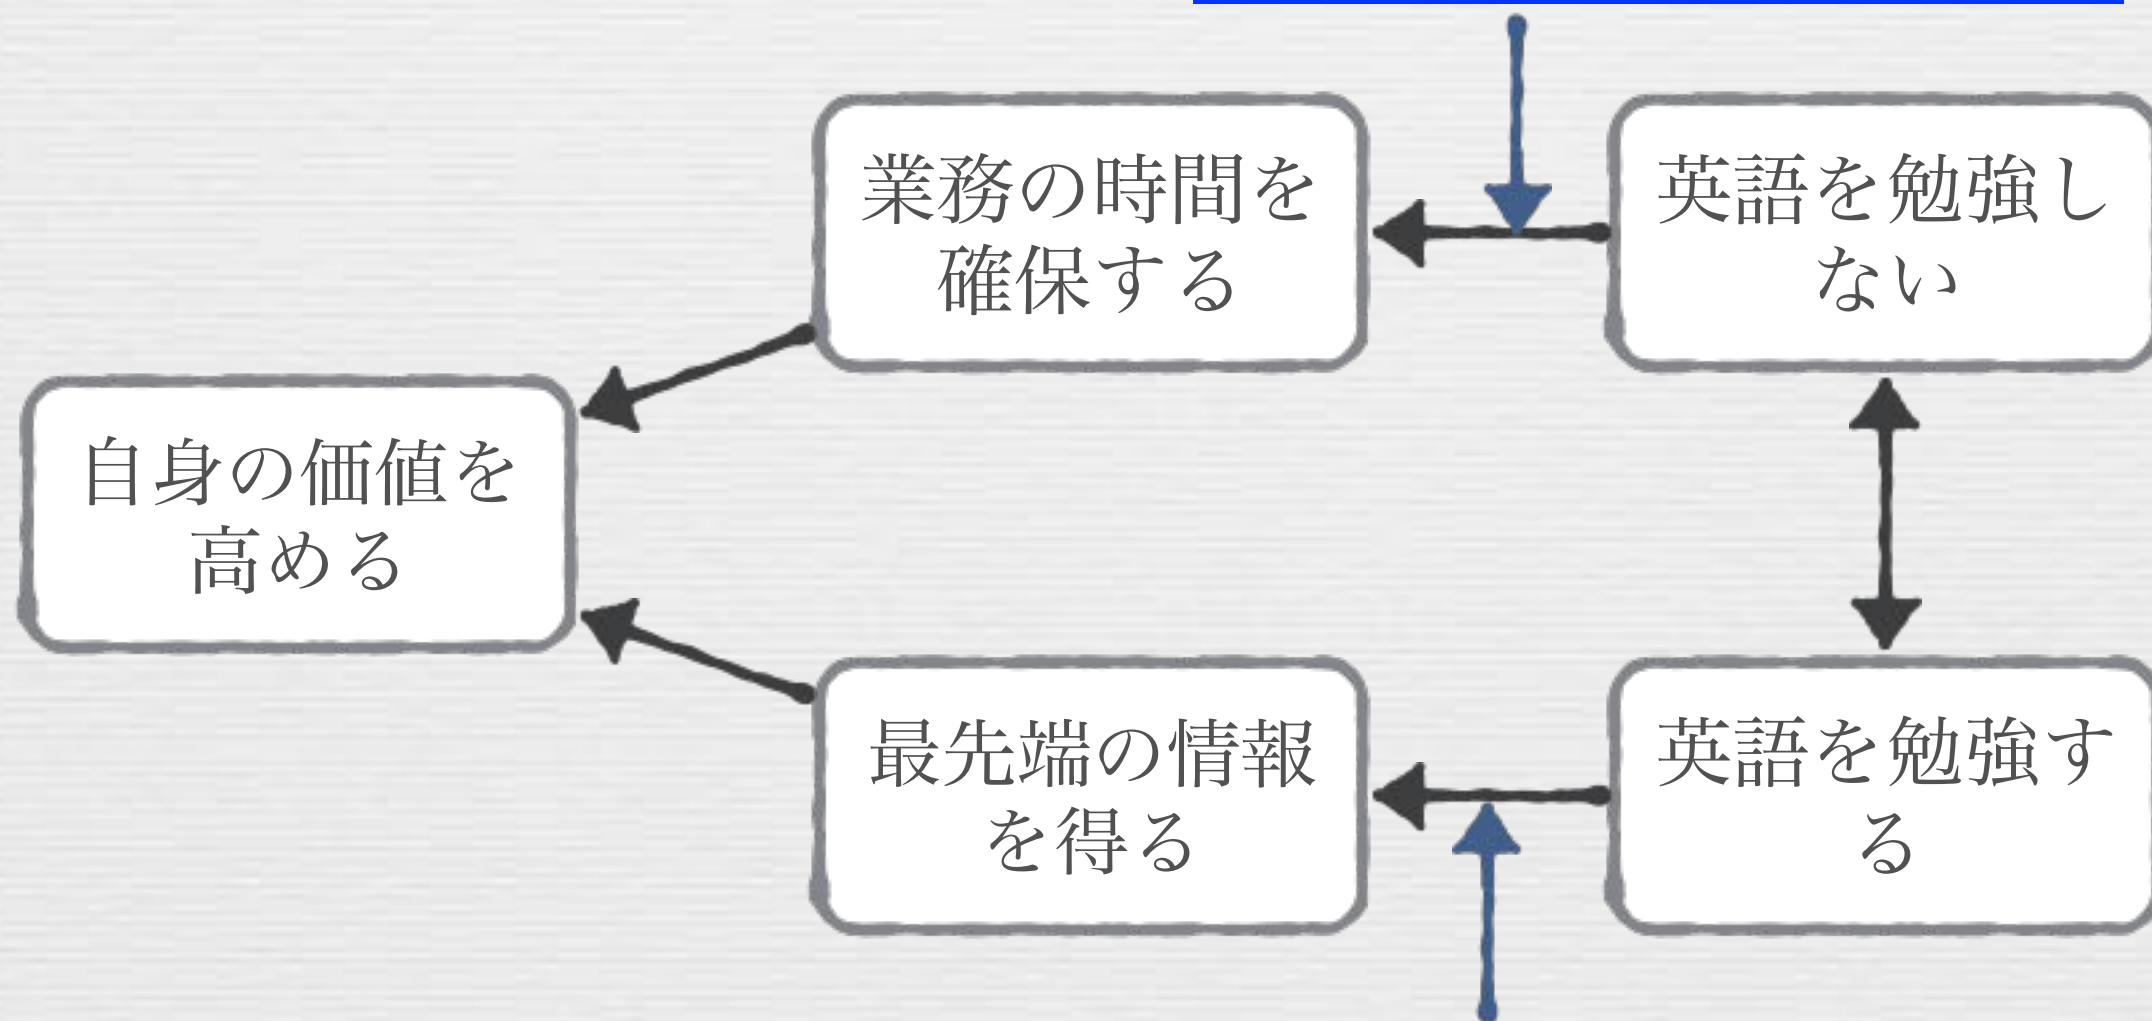 業務の時間を
確保する
英語を勉強し
ない
自身の価値を
高める
最先端の情報
を得る
英語を勉強す
る